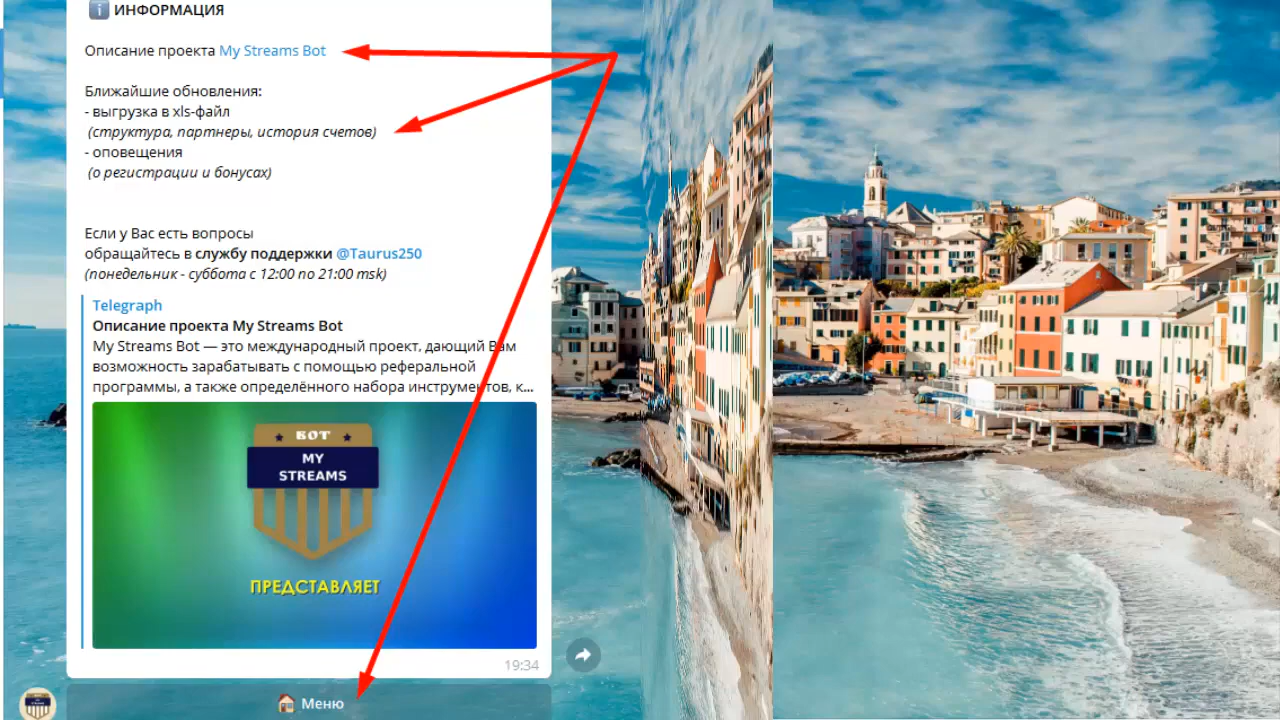 ИНФОРМАЦИЯ
Описание проекта My Streams Bot
Ближайшие обновления:
- выгрузка в xls-файл
(структура, партнеры, история счетов)
- оповещения
(о регистрации и бонусах)
Если у Вас есть вопросы
обращайтесь в службу поддержки @Taurus250
(понедельник - суббота с 12:00 по 21:00 msk)
Telegraph
Описание проекта My Streams Bot
My Streams Bot — это международный проект, дающий Вам
возможность зарабатывать с помощью реферальной
программы, а также определённого набора инструментов, к...
БОТ
MY
STREAMS
ПРЕДСТАВЛЯЕТ
19:34
Меню